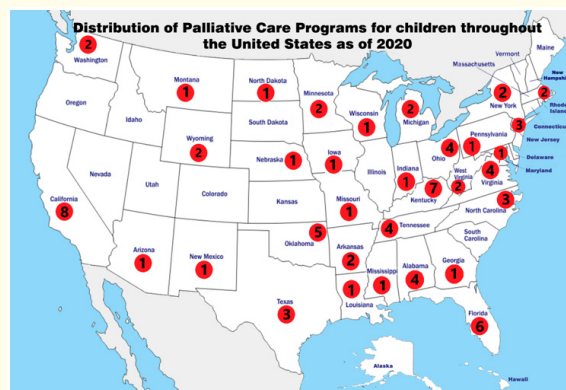 Distribution of Palliative Care Programs for children throughout
the United States as of 2020
2
Washington
Montana
1
North Dakota
1
Minnesota
2
Wisconsin
1
2
Michigan
Vermont
Massachusetts
Maine
New
Hampshire
2
2
New York
Rhode
Island
Connecticut
3
New Jersey
Oregon
Idaho
South Dakota
Wyoming
2
Nebraska
1
Iowa
1
Illinois
Indiana
1
Ohio
4
Pennsylvania
1
1
Delaware
Maryland
Nevada
Utah
Colorado
Kansas
Missouri
1
Kentucky
7
West
Virginia
2
4
Virginia
California
8
3
North Carolina
Arizona
1
New Mexico
1
Oklahoma
5
Arkansas
2
4
Tennessee
South
Carolina
Mississippi
1
Alabama
4
Georgia
1
Texas
3
1
Louisiana
Florida
6
Alaska
Hawaii